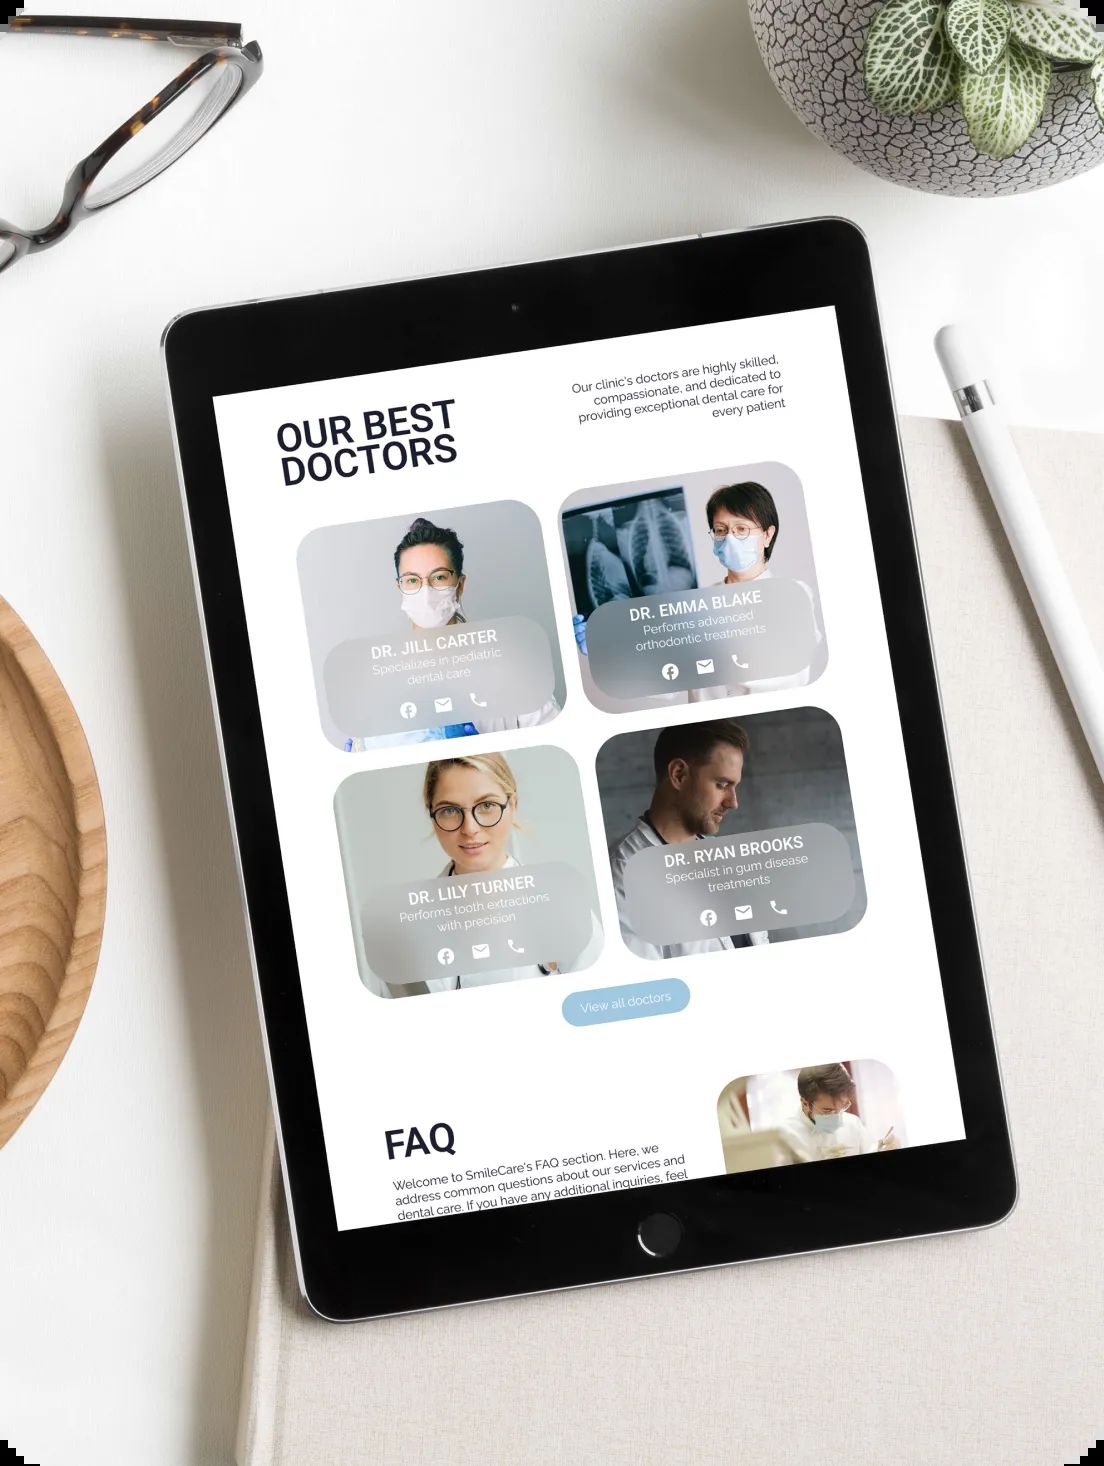 OUR BEST
DOCTORS
Our clinic's doctors are highly skilled,
compassionate, and dedicated to
providing exceptional dental care for
every patient
DR. JILL CARTER
Specializes in pediatric
dental care
DR. EMMA BLAKE
Performs advanced
orthodontic treatments
DR. LILY TURNER
Performs tooth extractions
with precision
DR. RYAN BROOKS
Specialist in gum disease
treatments
View all doctors
FAQ
Welcome to SmileCare's FAQ section. Here, we
address common questions about our services and
dental care. If you have any additional inquiries, feel